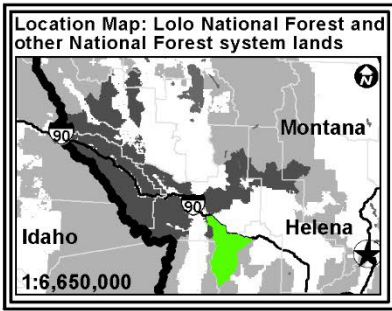 Location Map: Lolo National Forest and
other National Forest system lands
N
90
Montana
90
Helena
Idaho
1:6,650,000